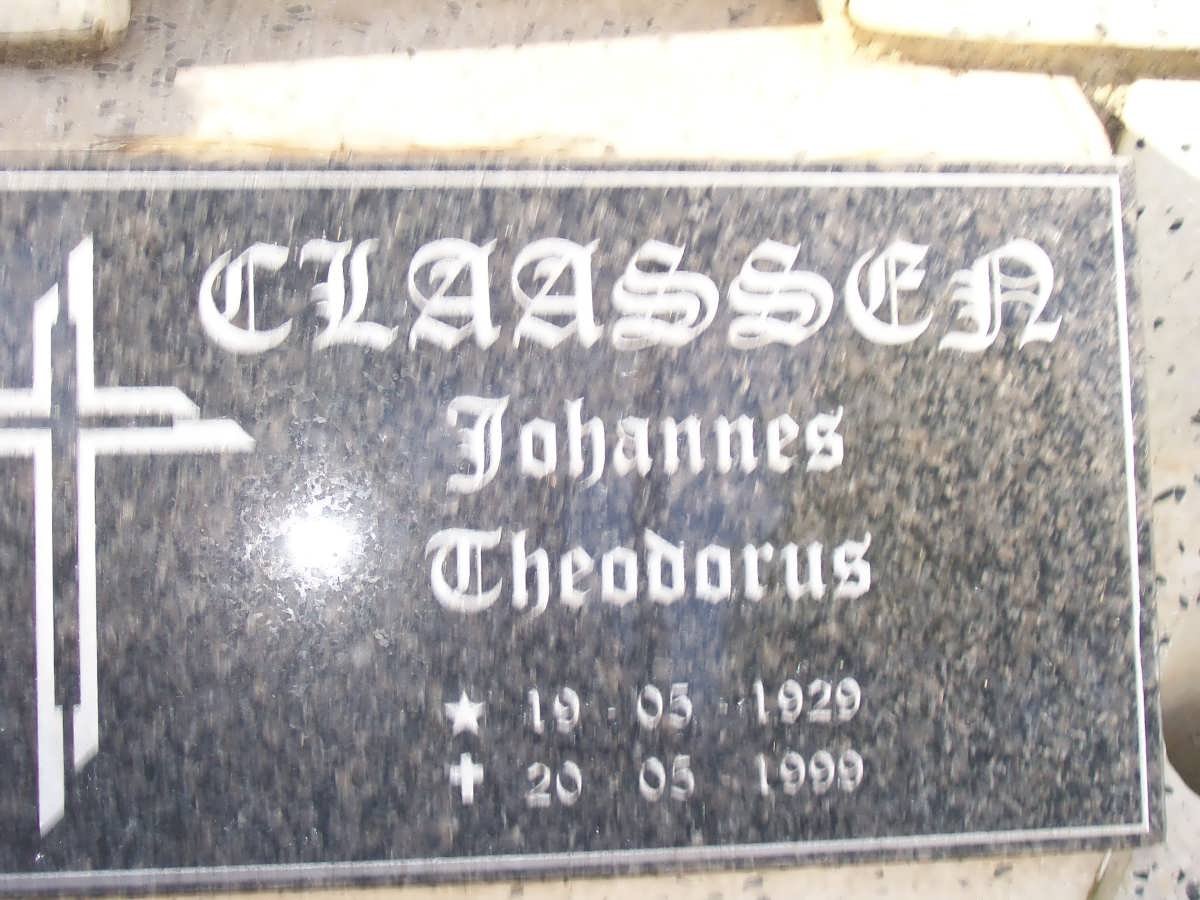 CLAASSEN
Johannes
Theodorus
★ 19 · 05 · 1929
✝ 20 05 1999